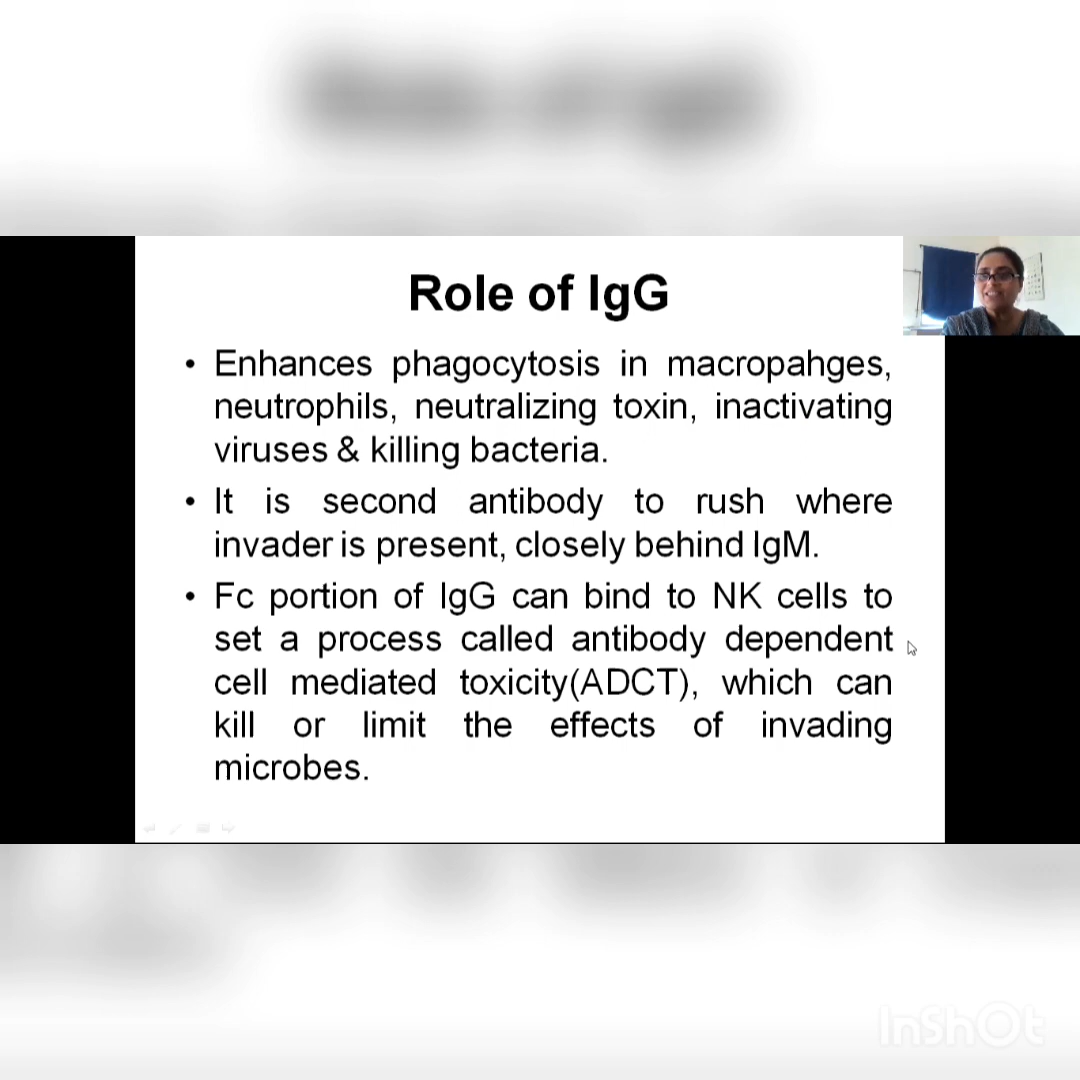 Role of IgG
• Enhances phagocytosis in macropahges,
neutrophils, neutralizing toxin, inactivating
viruses & killing bacteria.
• It is second antibody to rush where
invader is present, closely behind IgM.
• Fc portion of IgG can bind to NK cells to
set a process called antibody dependent
cell mediated toxicity(ADCT), which can
kill or limit the effects of invading
microbes.
InShOt